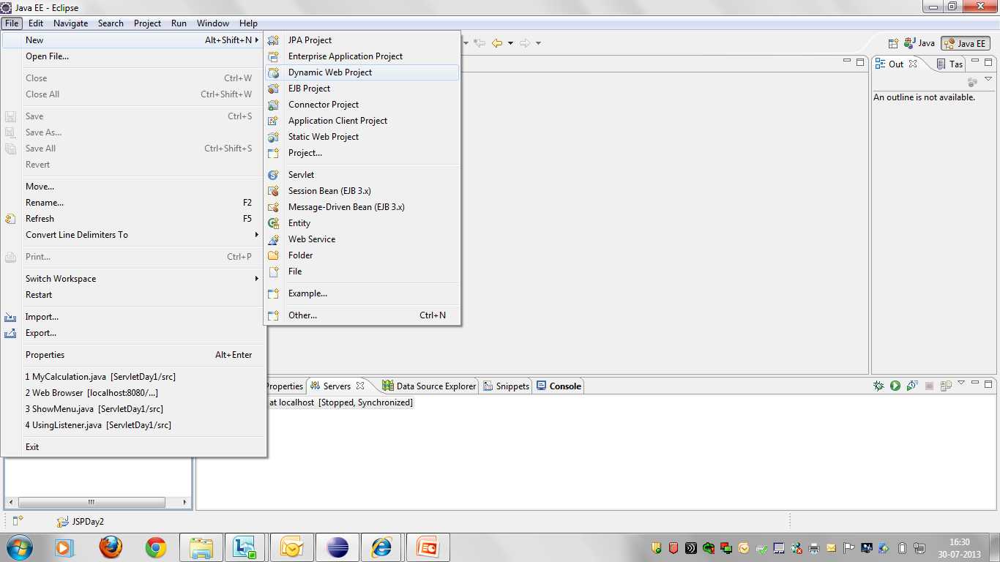 Java EE - Eclipse
File Edit Navigate Search Project Run Window Help
New Alt+Shift+N
Open File...
Close Ctrl+W
Close All Ctrl+Shift+W
Save Ctrl+S
Save As...
Save All Ctrl+Shift+S
Revert
Move...
Rename... F2
Refresh F5
Convert Line Delimiters To
Print... Ctrl+P
Switch Workspace
Restart
Import...
Export...
Properties Alt+Enter
1 MyCalculation.java [ServletDay1/src]
2 Web Browser [localhost:8080/...]
3 ShowMenu.java [ServletDay1/src]
4 UsingListener.java [ServletDay1/src]
Exit
JPA Project
Enterprise Application Project
Dynamic Web Project
EJB Project
Connector Project
Application Client Project
Static Web Project
Project...
Servlet
Session Bean (EJB 3.x)
Message-Driven Bean (EJB 3.x)
Entity
Web Service
Folder
File
Example...
Other... Ctrl+N
Java Java EE
Out Tas
An outline is not available.
Properties Servers Data Source Explorer Snippets Console
at localhost [Stopped, Synchronized]
JSPDay2
16:30
30-07-2013